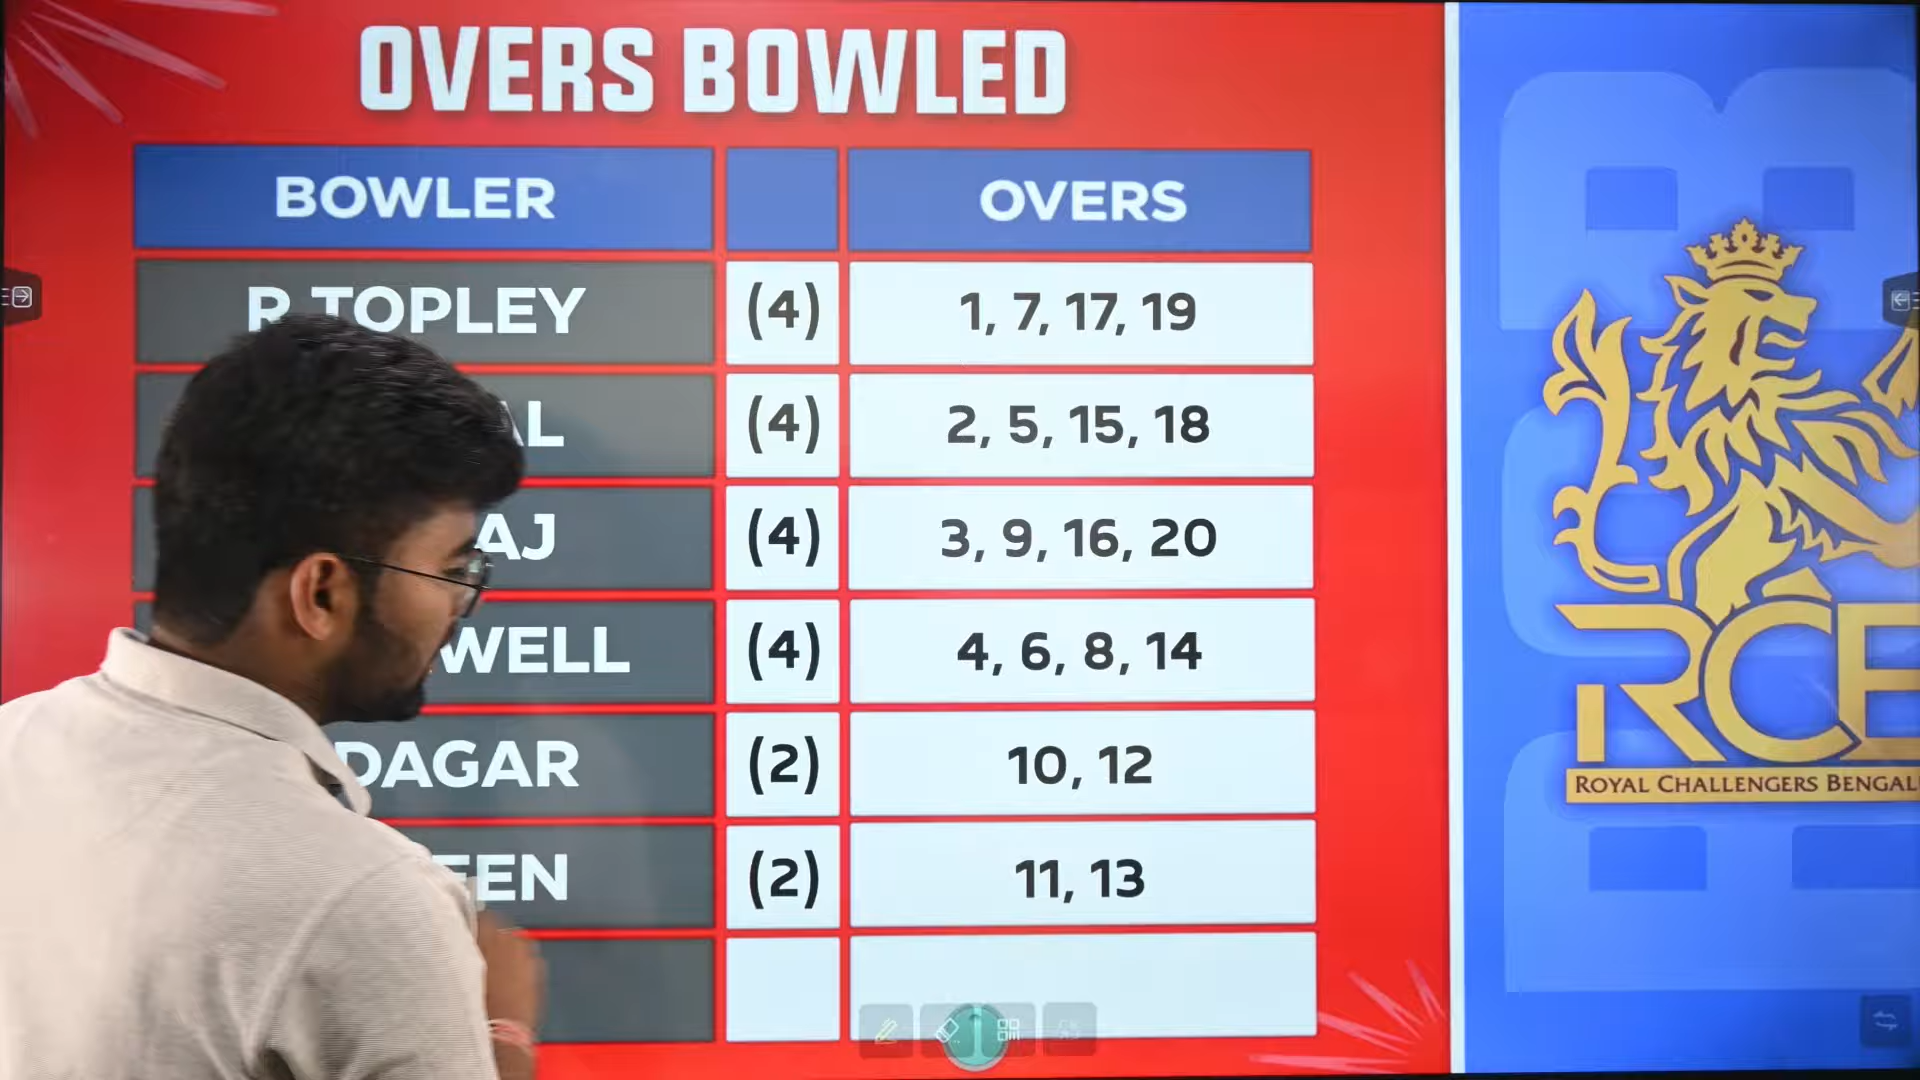 OVERS BOWLED
BOWLER OVERS
R TOPLEY (4) 1, 7, 17, 19
AL (4) 2, 5, 15, 18
AJ (4) 3, 9, 16, 20
WELL (4) 4, 6, 8, 14
DAGAR (2) 10, 12
EEN (2) 11, 13
RCB
ROYAL CHALLENGERS BENGAL